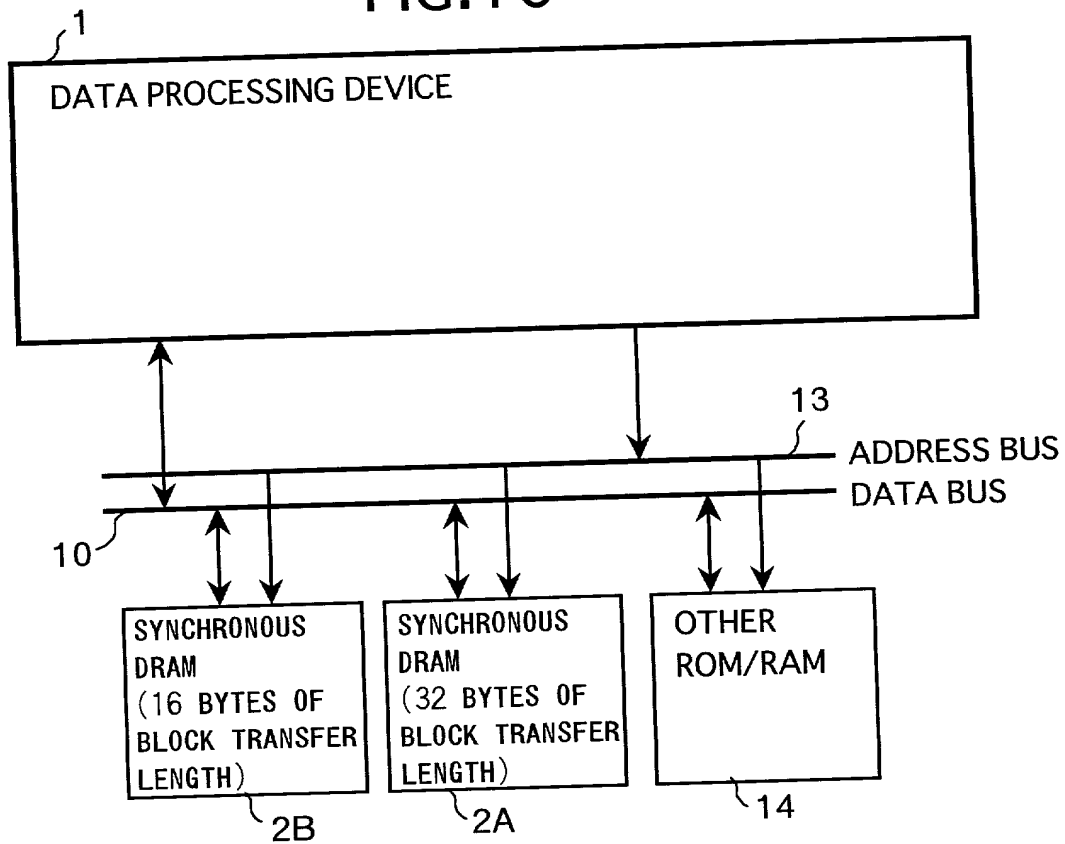 1
DATA PROCESSING DEVICE
13
ADDRESS BUS
DATA BUS
10
SYNCHRONOUS
DRAM
(16 BYTES OF
BLOCK TRANSFER
LENGTH)
SYNCHRONOUS
DRAM
(32 BYTES OF
BLOCK TRANSFER
LENGTH)
OTHER
ROM/RAM
2B
2A
14